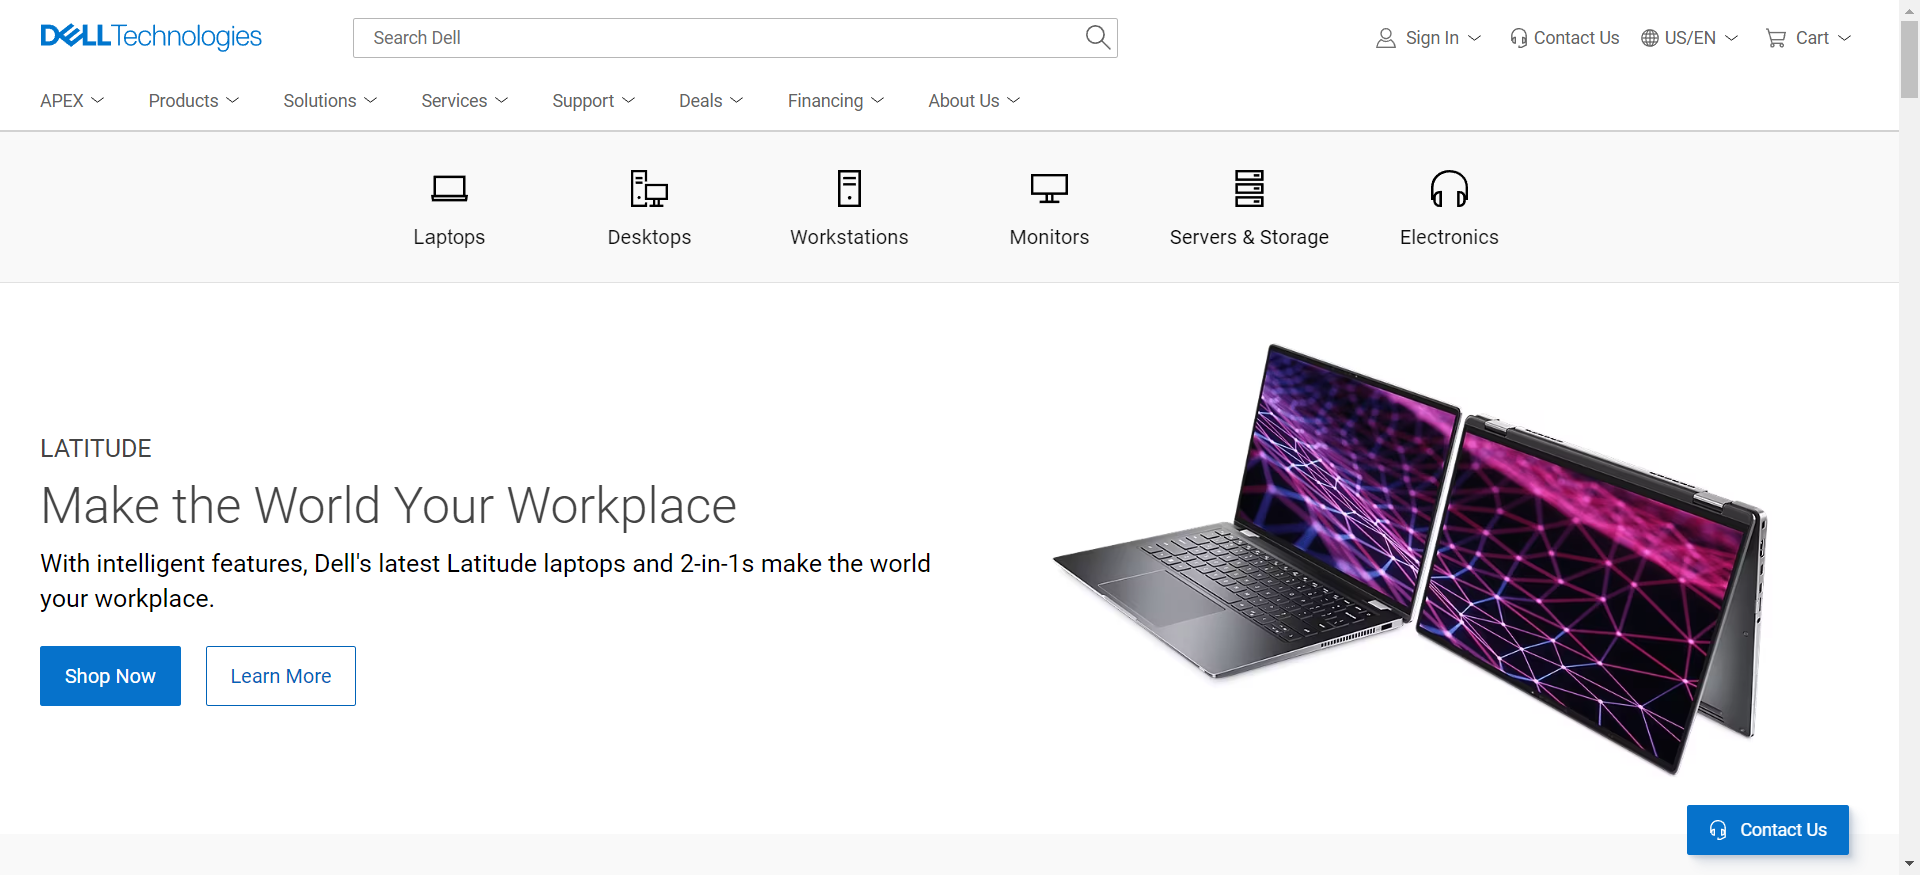 DELL Technologies
Search Dell
Sign In
Contact Us
US/EN
Cart
APEX
Products
Solutions
Services
Support
Deals
Financing
About Us
Laptops
Desktops
Workstations
Monitors
Servers & Storage
Electronics
LATITUDE
Make the World Your Workplace
With intelligent features, Dell's latest Latitude laptops and 2-in-1s make the world
your workplace.
Shop Now
Learn More
Contact Us